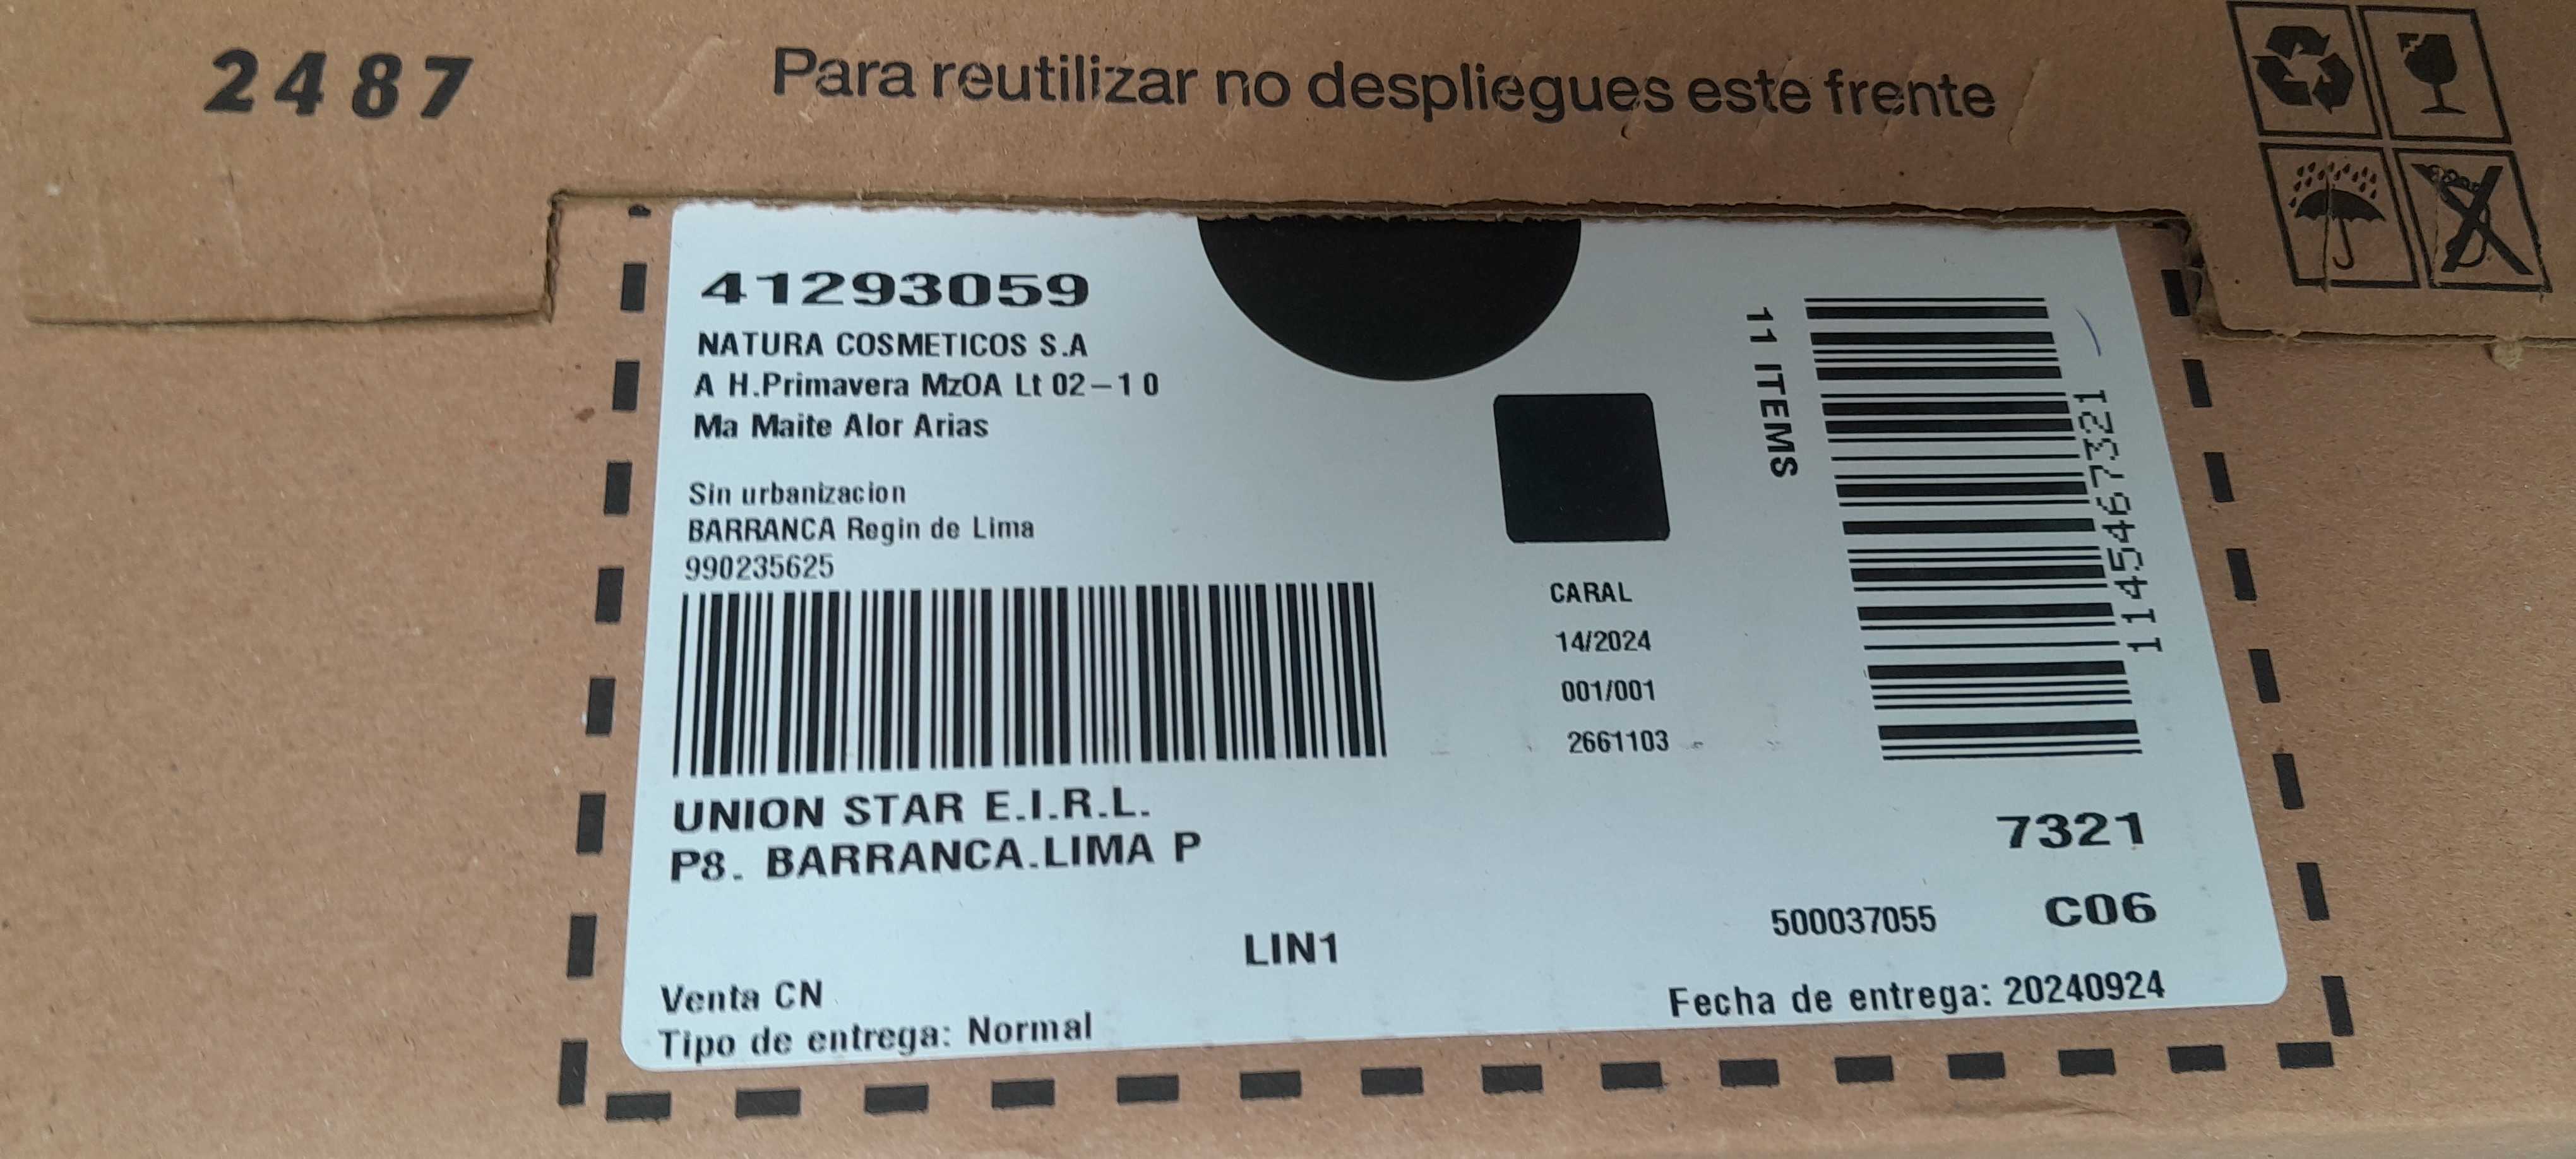 2487
Para reutilizar no despliegues este frente
41293059
NATURA COSMETICOS S.A
A H.Primavera MzOA Lt 02-10
Ma Maite Alor Arias
Sin urbanizacion
BARRANCA Regin de Lima
990235625
UNION STAR E.I.R.L.
P8. BARRANCA.LIMA P
LIN1
Venta CN
Tipo de entrega: Normal
CARAL
14/2024
001/001
2661103
11 ITEMS
1145467321
7321
500037055 C06
Fecha de entrega: 20240924